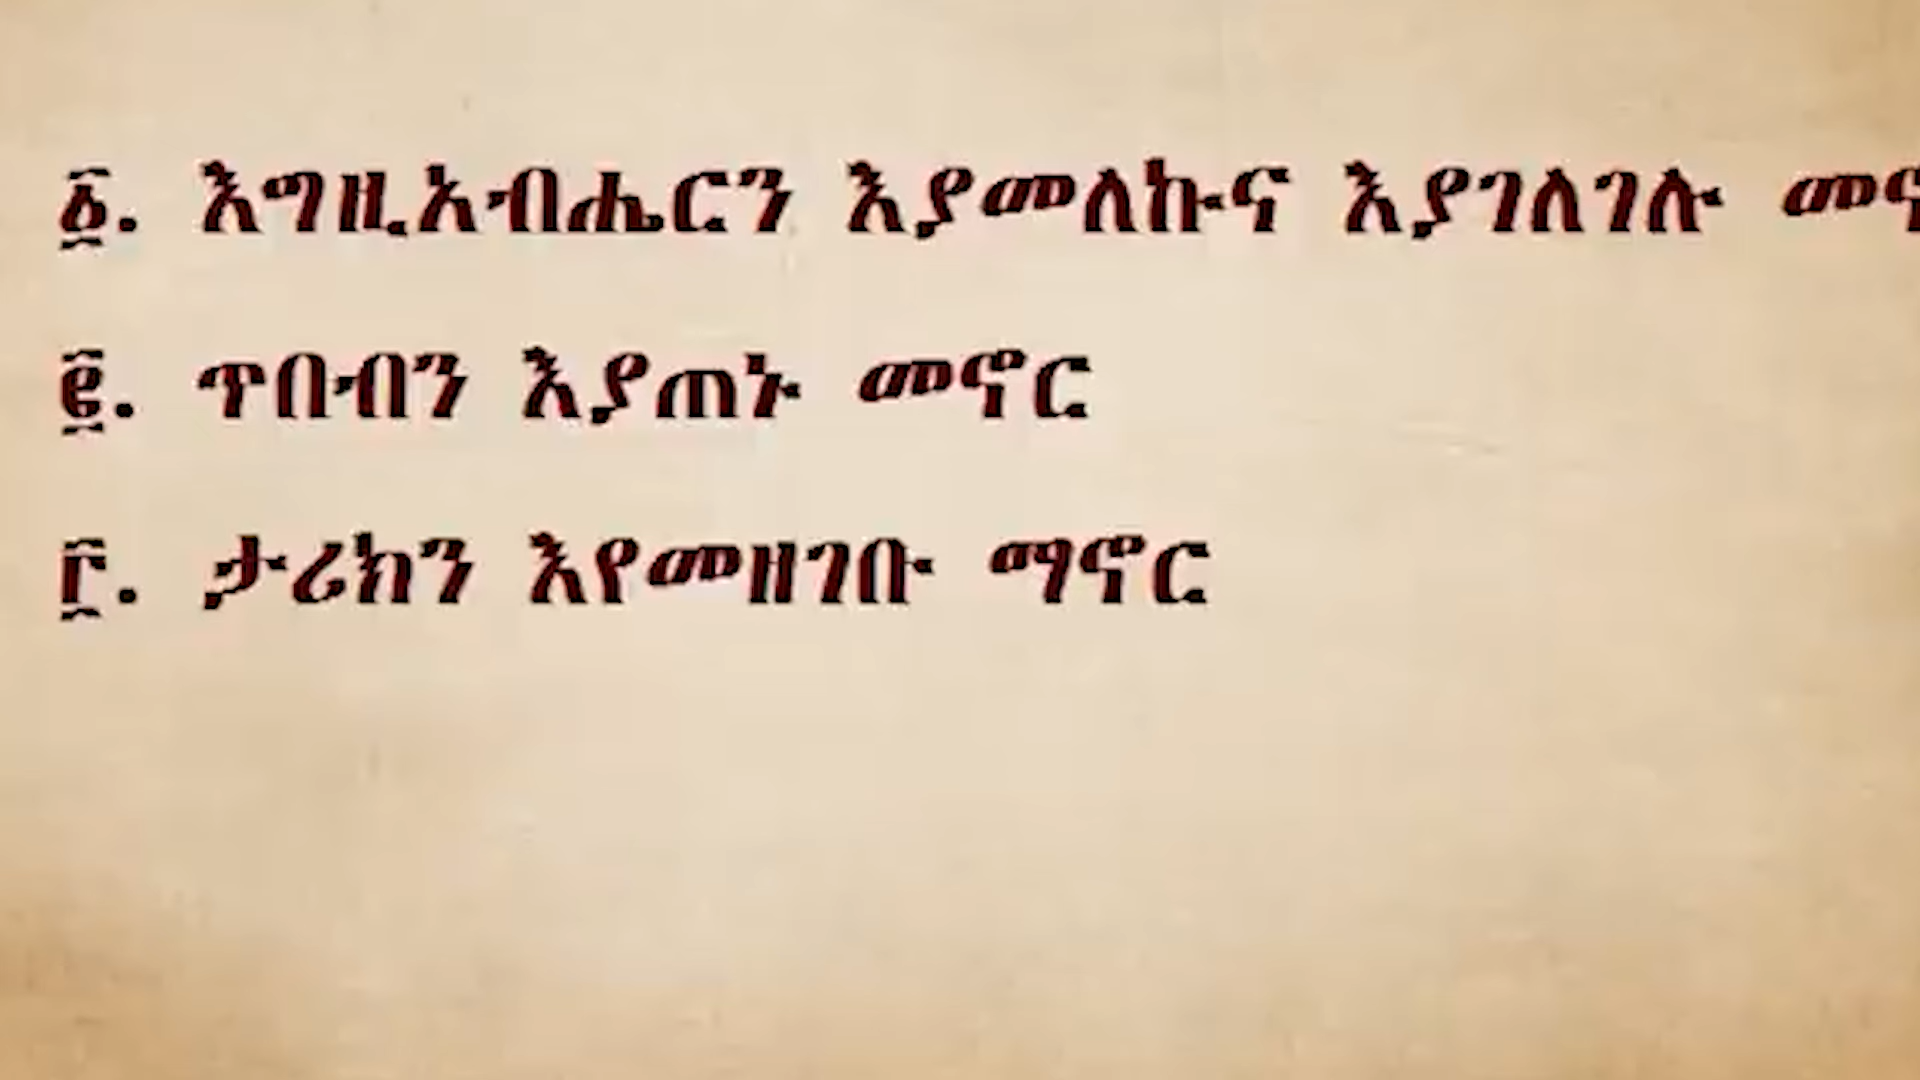 ፩. እግዚአብሔርን እያመለኩና እያገለገሉ
፪. ጥበብን እያጠኑ መኖር
፫. ታሪክን እየመዘገቡ ማኖር